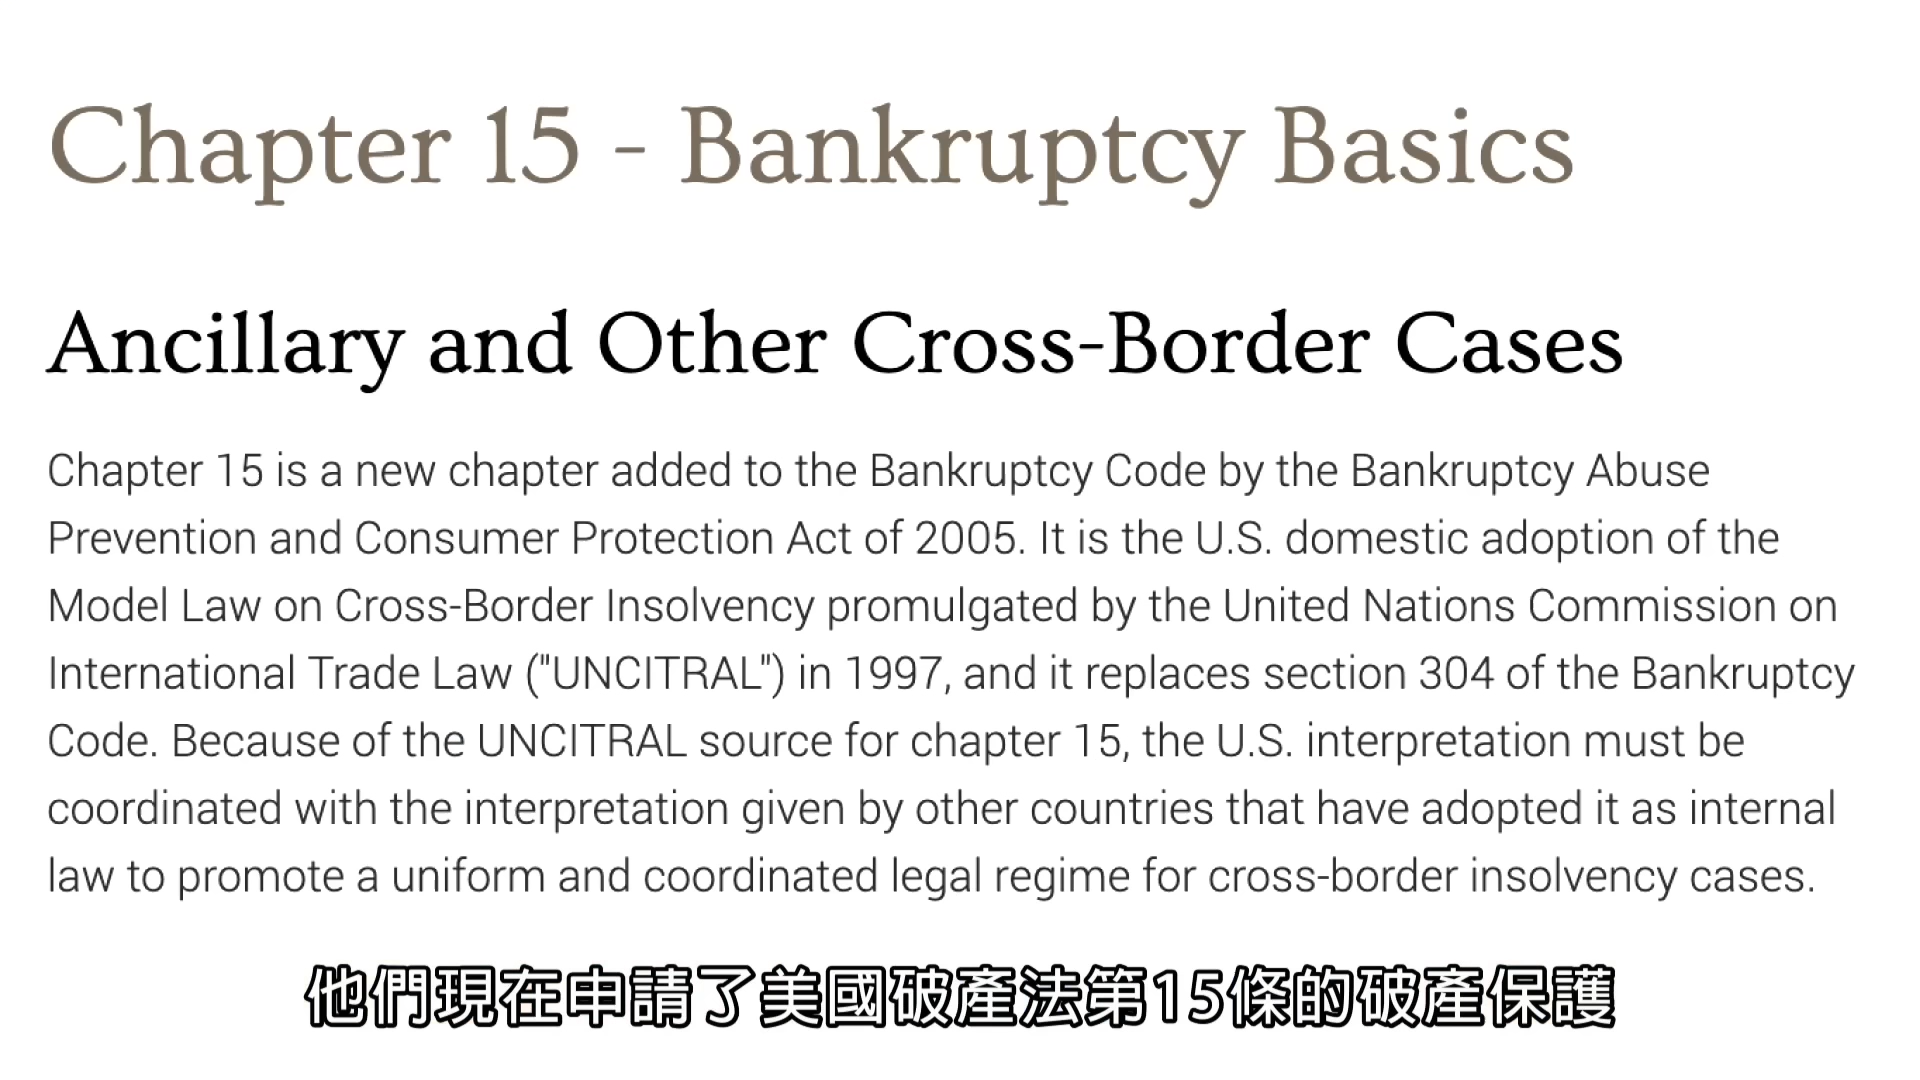 Chapter 15 - Bankruptcy Basics
Ancillary and Other Cross-Border Cases
Chapter 15 is a new chapter added to the Bankruptcy Code by the Bankruptcy Abuse
Prevention and Consumer Protection Act of 2005. It is the U.S. domestic adoption of the
Model Law on Cross-Border Insolvency promulgated by the United Nations Commission on
International Trade Law ("UNCITRAL") in 1997, and it replaces section 304 of the Bankruptcy
Code. Because of the UNCITRAL source for chapter 15, the U.S. interpretation must be
coordinated with the interpretation given by other countries that have adopted it as internal
law to promote a uniform and coordinated legal regime for cross-border insolvency cases.
他們現在申請了美國破產法第15條的破產保護